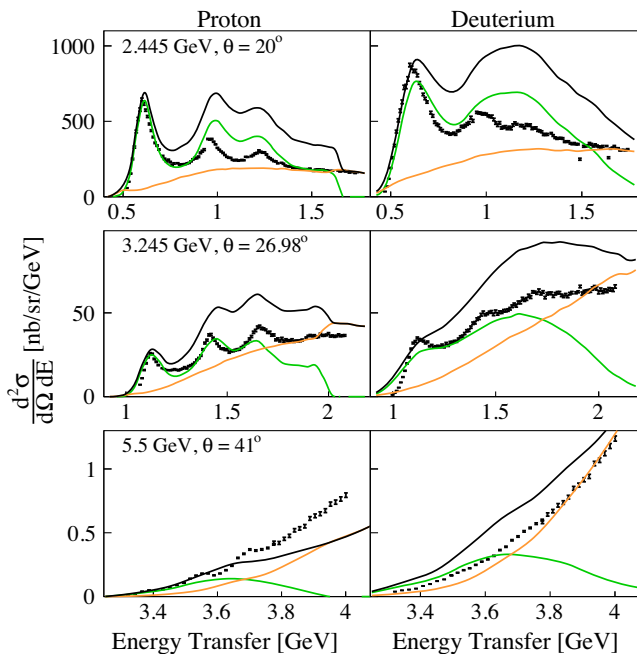 Proton Deuterium
2.445 GeV, θ = 20°
1000
500
0
0.5 1 1.5 0.5 1 1.5
3.245 GeV, θ = 26.98°
50
0
1 1.5 2 1 1.5 2
d²σ/dΩ dE [nb/sr/GeV]
5.5 GeV, θ = 41°
1
0.5
0
3.4 3.6 3.8 4 3.4 3.6 3.8 4
Energy Transfer [GeV] Energy Transfer [GeV]